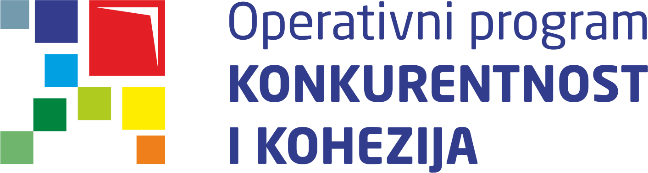 Operativni program
KONKURENTNOST
I KOHEZIJA